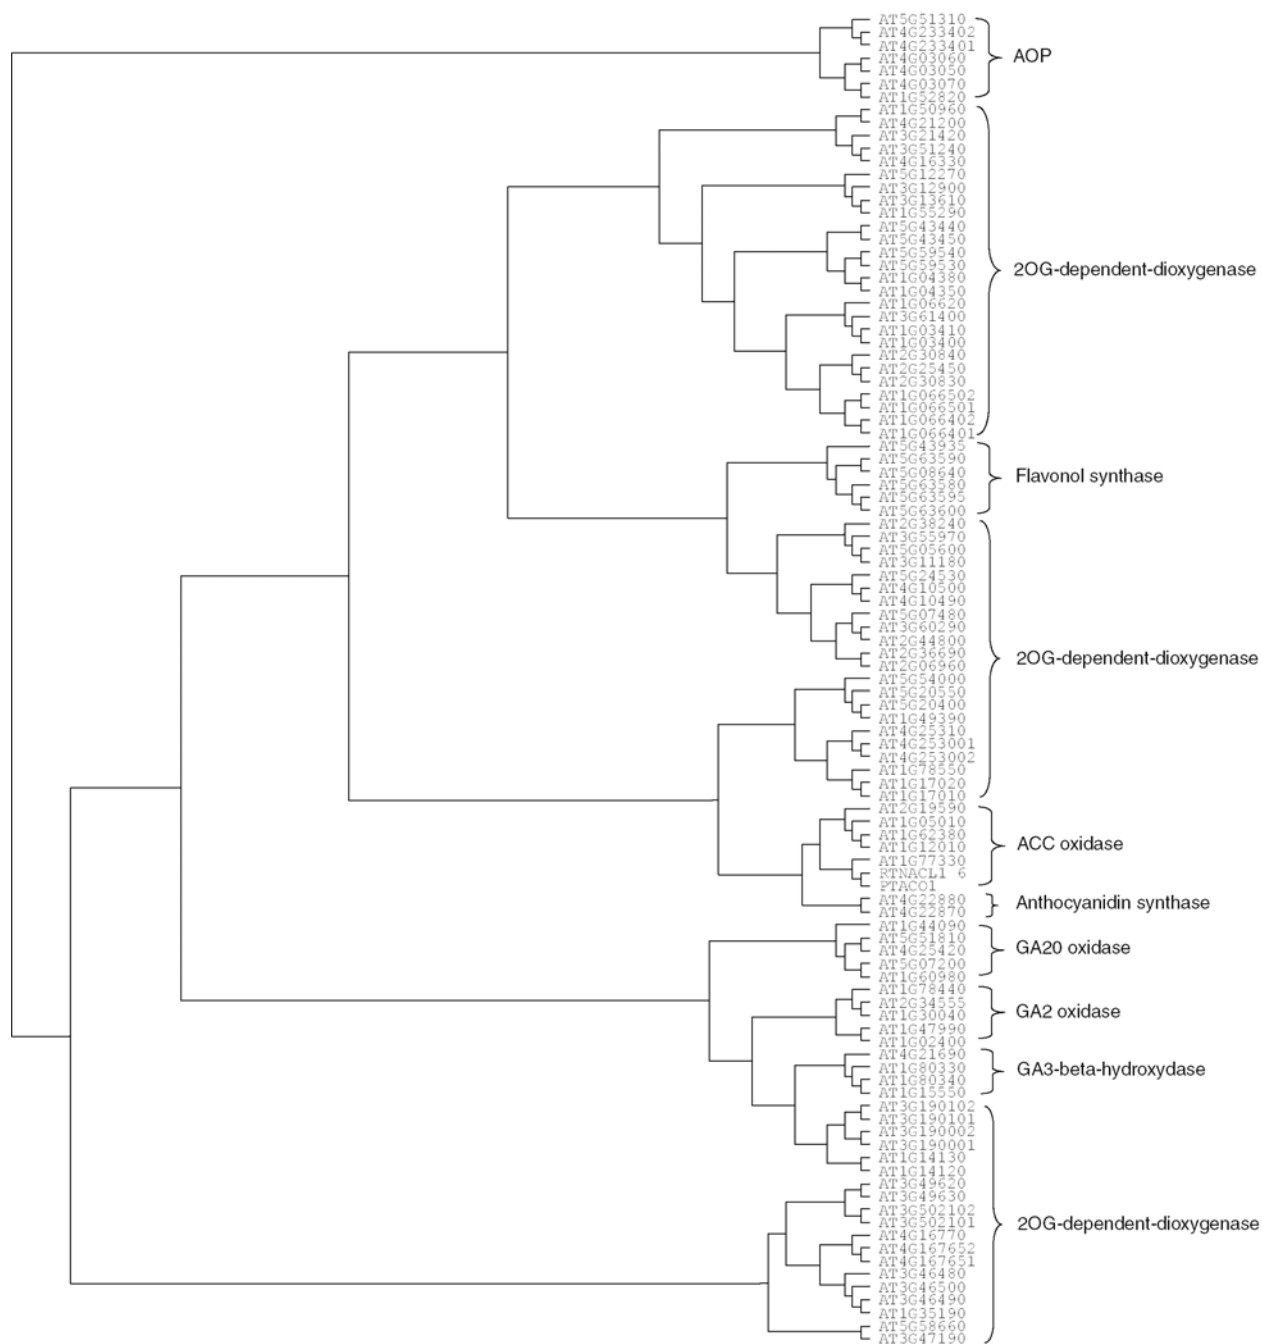 AT5G51310
AT4G233402
AT4G233401
AT4G03060
AT4G03050
AT4G03070
AT1G52820
AOP
AT1G50960
AT4G21200
AT3G21420
AT3G51240
AT4G16330
AT5G12270
AT3G12900
AT3G13610
AT1G55290
AT5G43440
AT5G43450
AT5G59540
AT5G59530
AT1G04380
AT1G04350
AT1G06620
AT3G61400
AT1G03410
AT1G03400
AT2G30840
AT2G25450
AT2G30830
AT1G066502
AT1G066501
AT1G066402
AT1G066401
2OG-dependent-dioxygenase
AT5G43935
AT5G63590
AT5G08640
AT5G63580
AT5G63595
AT5G63600
Flavonol synthase
AT2G38240
AT3G55970
AT5G05600
AT3G11180
AT5G24530
AT4G10500
AT4G10490
AT5G07480
AT3G60290
AT2G44800
AT2G36690
AT2G06960
AT5G54000
AT5G20550
AT5G20400
AT1G49390
AT4G25310
AT4G253001
AT4G253002
AT1G78550
AT1G17020
AT1G17010
2OG-dependent-dioxygenase
AT2G19590
AT1G05010
AT1G62380
AT1G12010
AT1G77330
RTNACL1 6
PTACO1
ACC oxidase
AT4G22880
AT4G22870
Anthocyanidin synthase
AT1G44090
AT5G51810
AT4G25420
AT5G07200
AT1G60980
GA20 oxidase
AT1G78440
AT2G34555
AT1G30040
AT1G47990
AT1G02400
GA2 oxidase
AT4G21690
AT1G80330
AT1G80340
AT1G15550
GA3-beta-hydroxydase
AT3G190102
AT3G190101
AT3G190002
AT3G190001
AT1G14130
AT1G14120
AT3G49620
AT3G49630
AT3G502102
AT3G502101
AT4G16770
AT4G167652
AT4G167651
AT3G46480
AT3G46500
AT3G46490
AT1G35190
AT5G58660
AT3G47190
2OG-dependent-dioxygenase